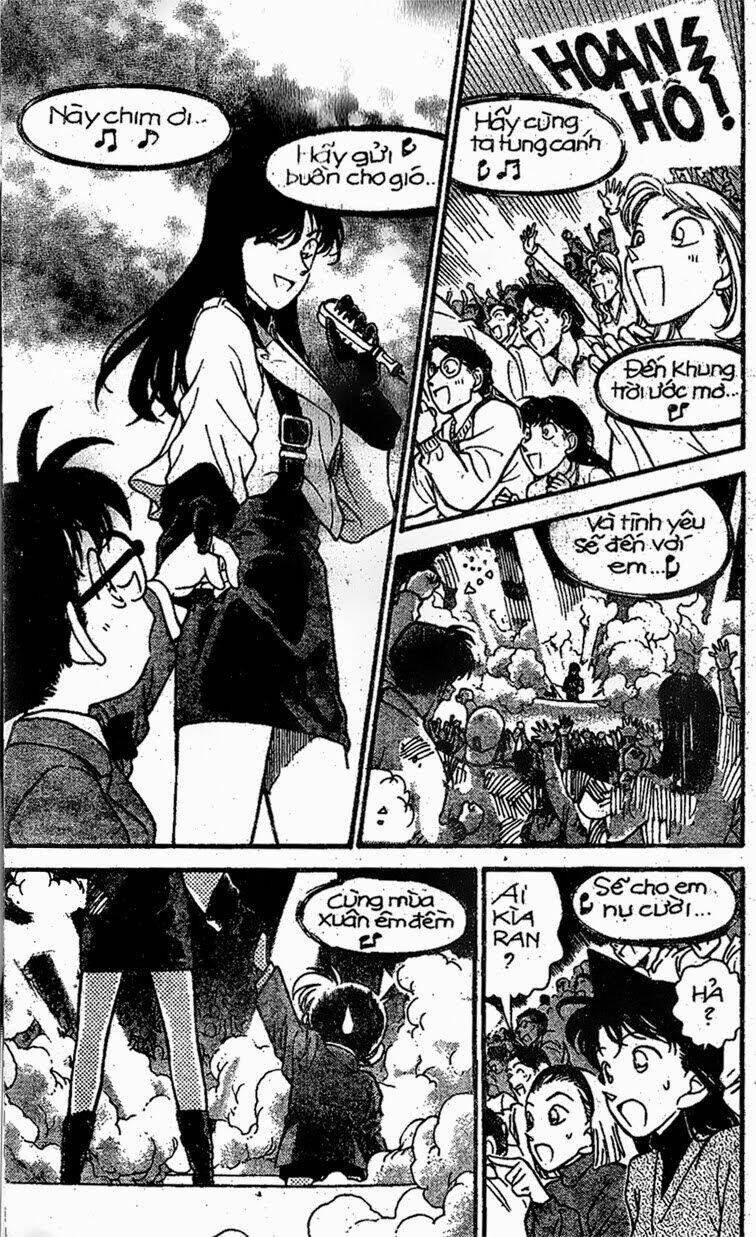 Này chim ơi...
Hãy gửi
buồn cho gió..
HOAN
HÔ!
Hãy cùng
ta tung cánh
Đến khung
trời ước mơ...
Và tình yêu
sẽ đến với
em...
Cùng mùa
xuân êm đềm
AI
KÌA
RAN
?
Sẽ cho em
nụ cười...
HẢ
?